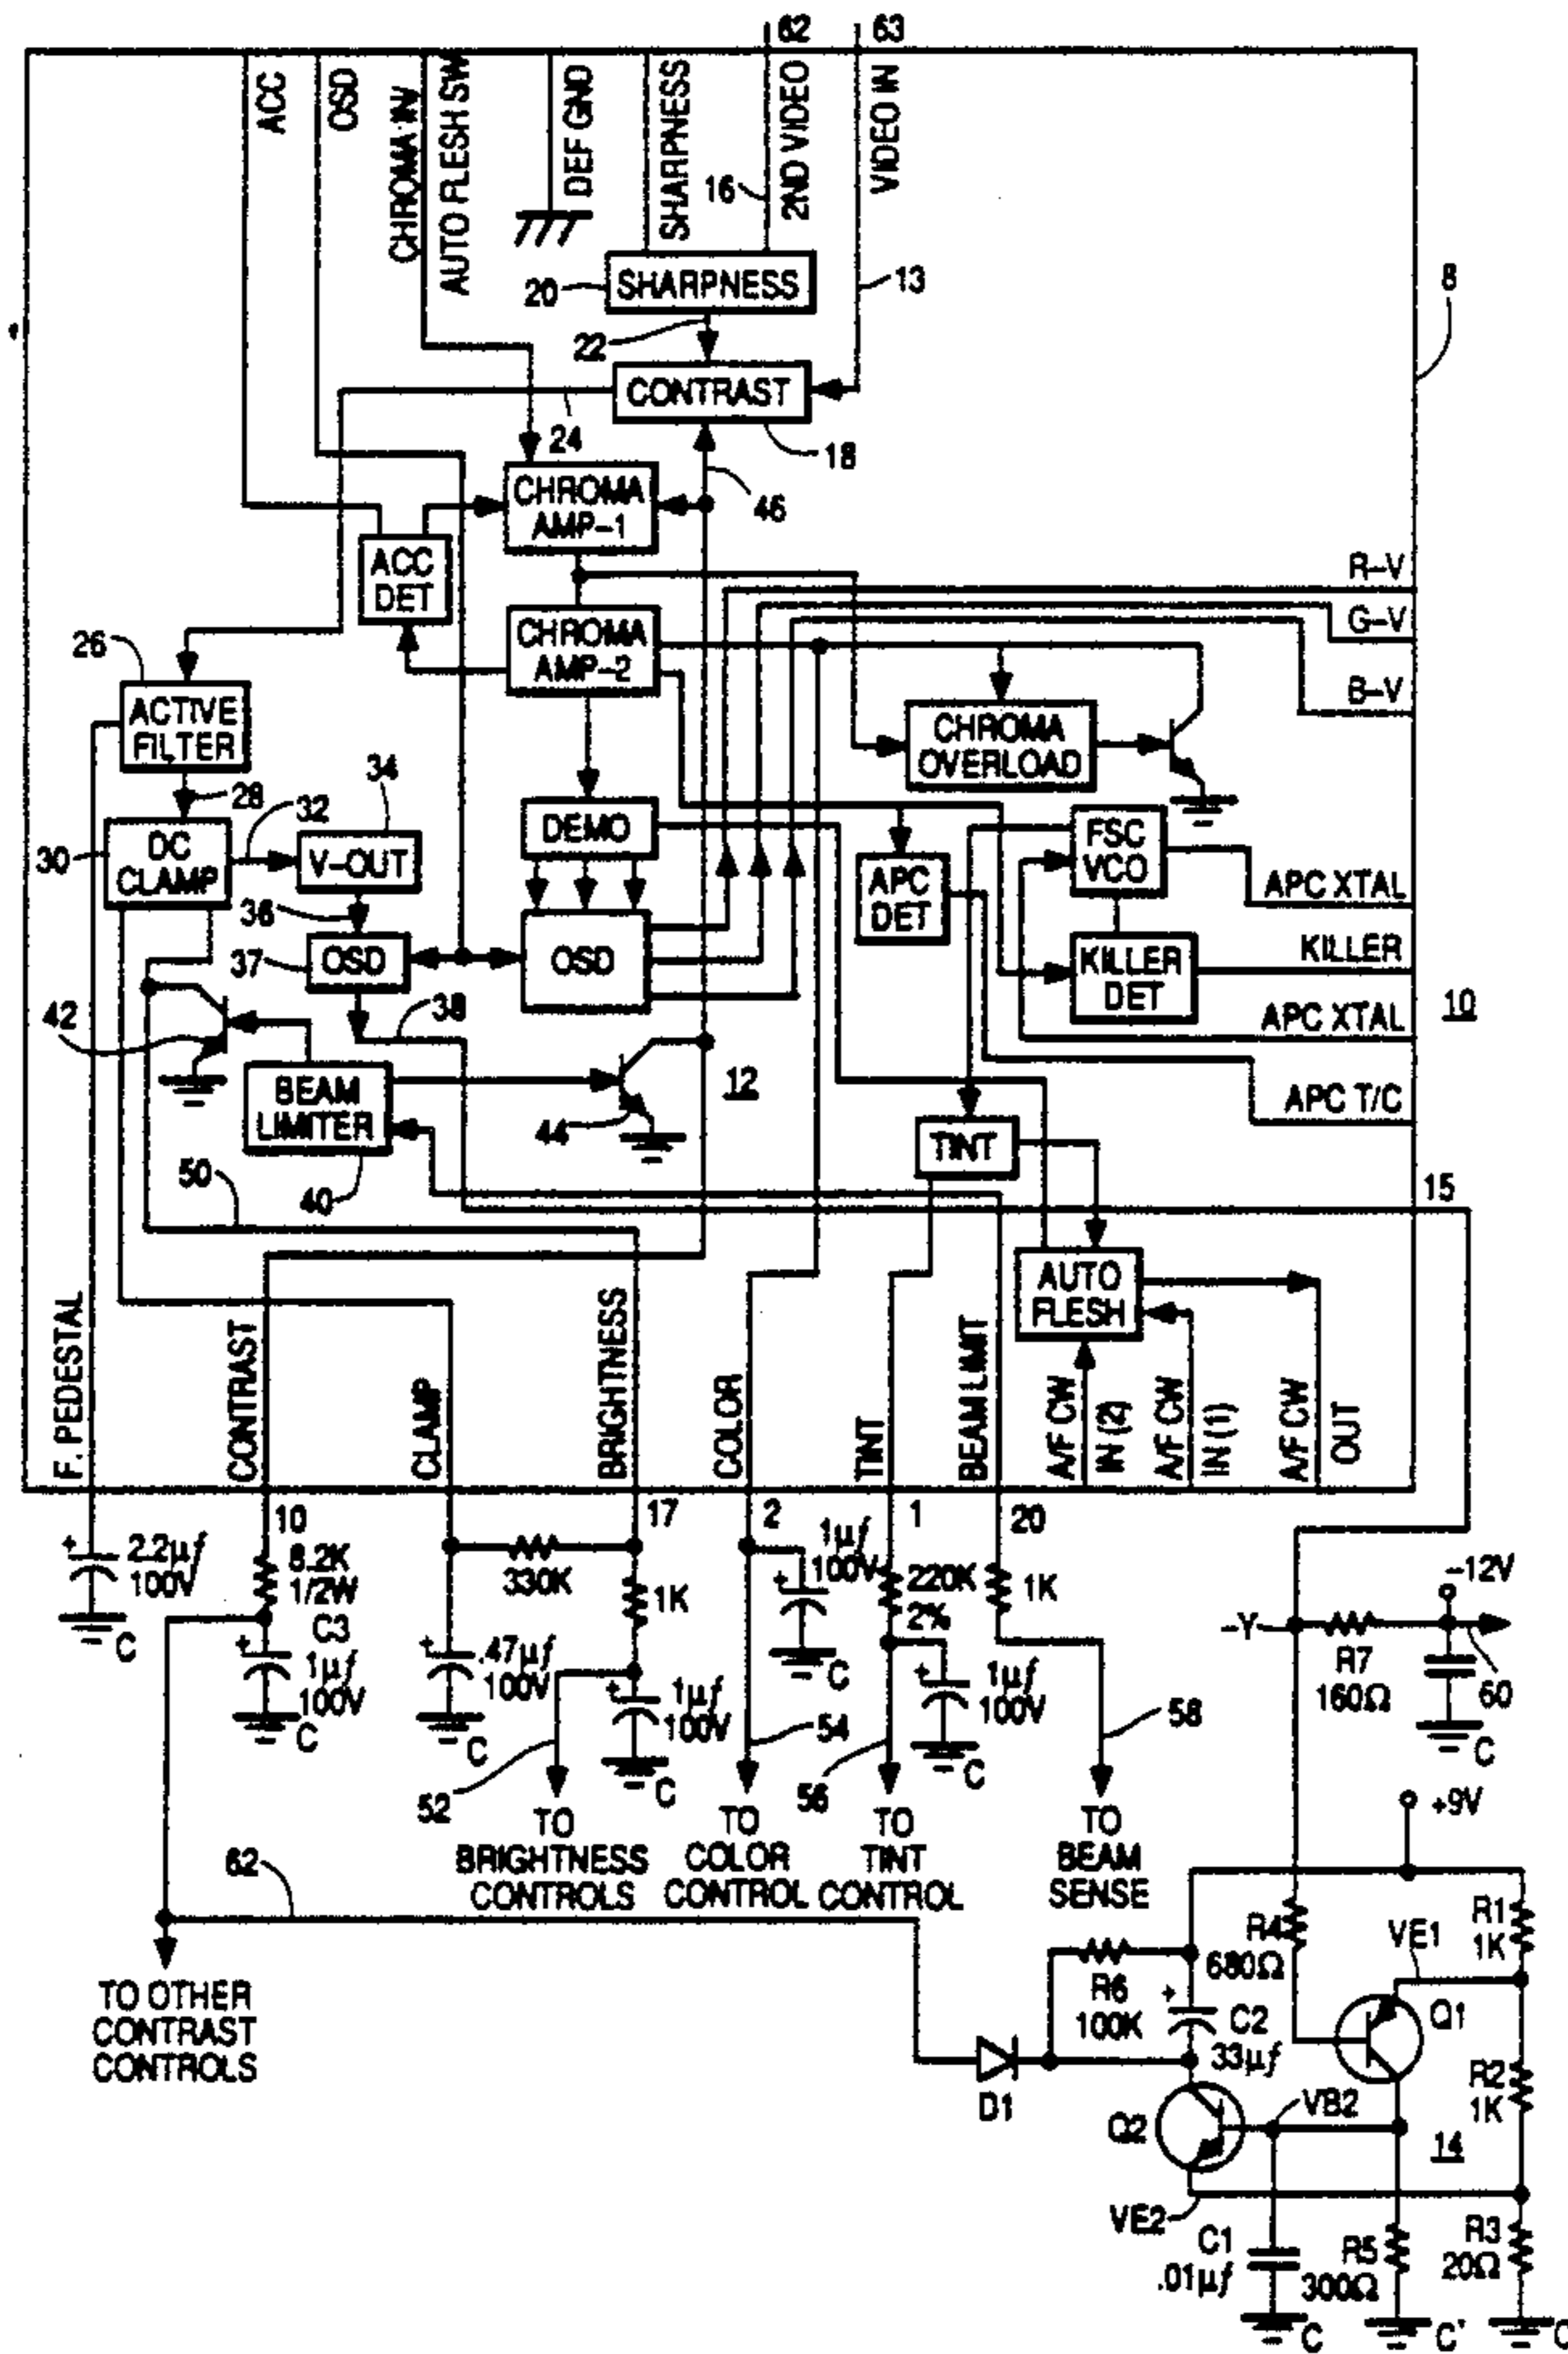 62
63
ACC
OSD
CHROMA IN
AUTO FLESH SW
DEF GND
SHARPNESS
2ND VIDEO
VIDEO IN
16
13
8
20
SHARPNESS
22
CONTRAST
24
18
46
CHROMA
AMP-1
ACC
DET
R-V
G-V
B-V
26
CHROMA
AMP-2
ACTIVE
FILTER
CHROMA
OVERLOAD
28
34
32
30
DC
CLAMP
V-OUT
DEMO
FSC
VCO
APC
DET
APC XTAL
36
37
OSD
OSD
KILLER
DET
KILLER
10
42
38
APC XTAL
12
BEAM
LIMITER
44
APC T/C
TINT
50
40
15
AUTO
FLESH
F. PEDESTAL
CONTRAST
CLAMP
BRIGHTNESS
COLOR
TINT
BEAM LIMIT
A/F CW
IN (2)
A/F CW
IN (1)
A/F CW
OUT
10
17
2
1
20
2.2µf
100V
C
8.2K
1/2W
C3
1µf
100V
C
330K
.47µf
100V
C
1K
1µf
100V
C
1µf
100V
C
220K
2%
1µf
100V
C
1K
-12V
-Y
R7
160Ω
60
C
52
54
56
58
TO
BRIGHTNESS
CONTROLS
TO
COLOR
CONTROL
TO
TINT
CONTROL
TO
BEAM
SENSE
+9V
62
TO OTHER
CONTRAST
CONTROLS
R4
680Ω
VE1
R1
1K
R6
100K
C2
33µf
Q1
D1
R2
1K
Q2
VB2
14
VE2
C1
.01µf
R5
300Ω
R3
20Ω
C
C'